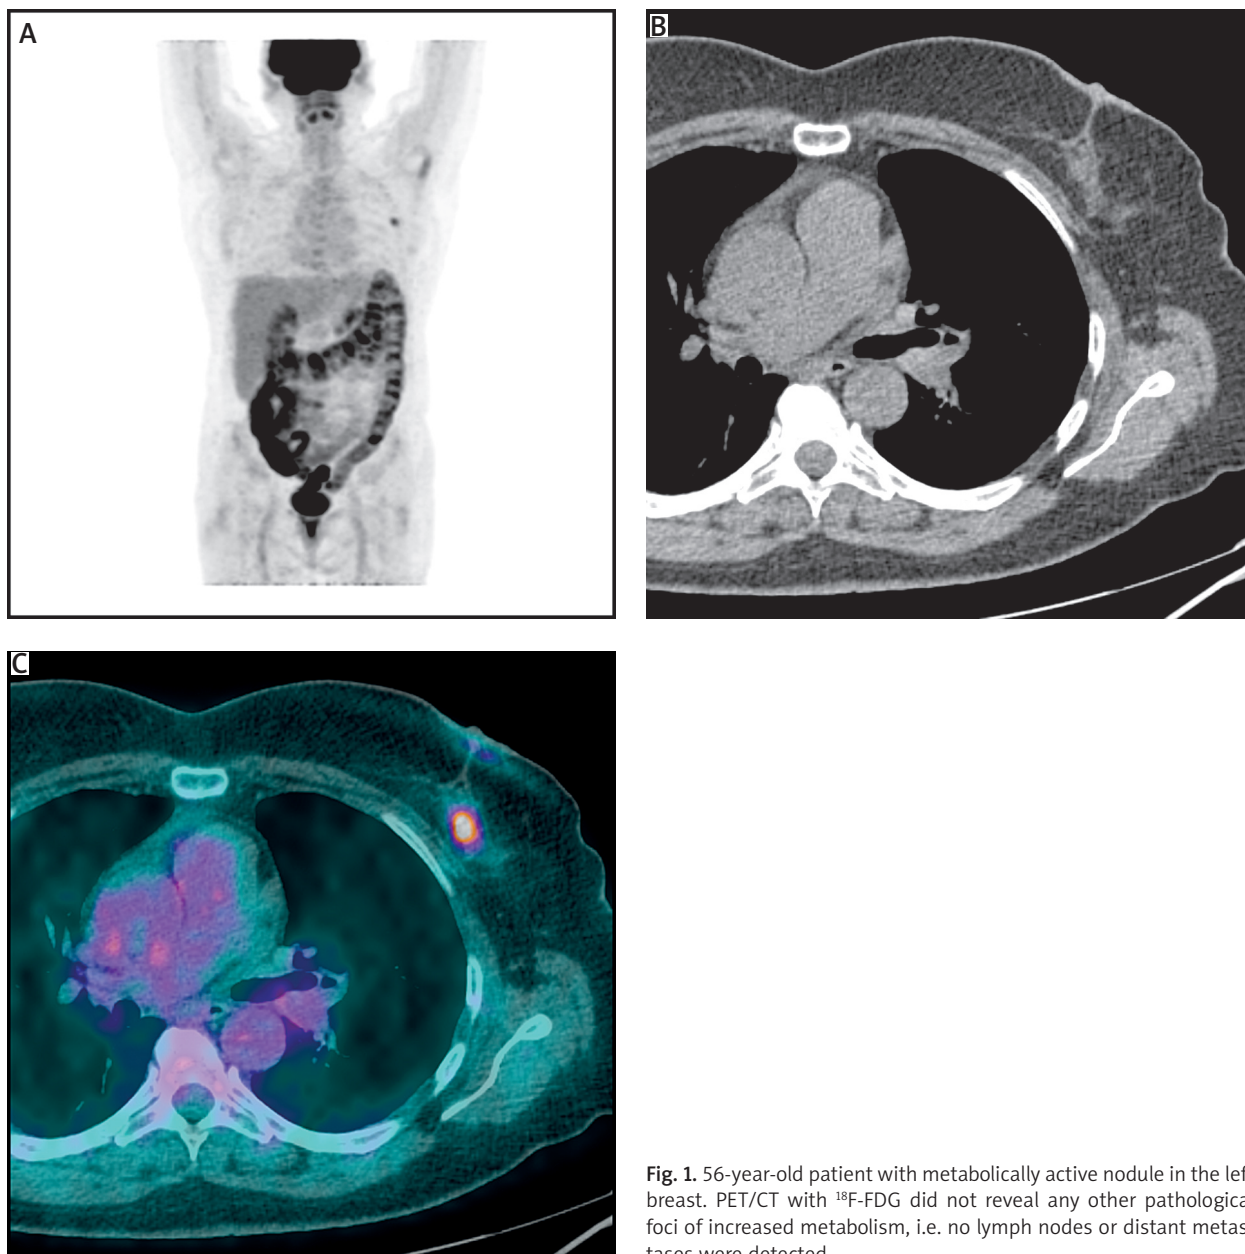 A
B
C
Fig. 1. 56-year-old patient with metabolically active nodule in the lef
breast. PET/CT with ¹⁸F-FDG did not reveal any other pathologica
foci of increased metabolism, i.e. no lymph nodes or distant metas
tases were detected